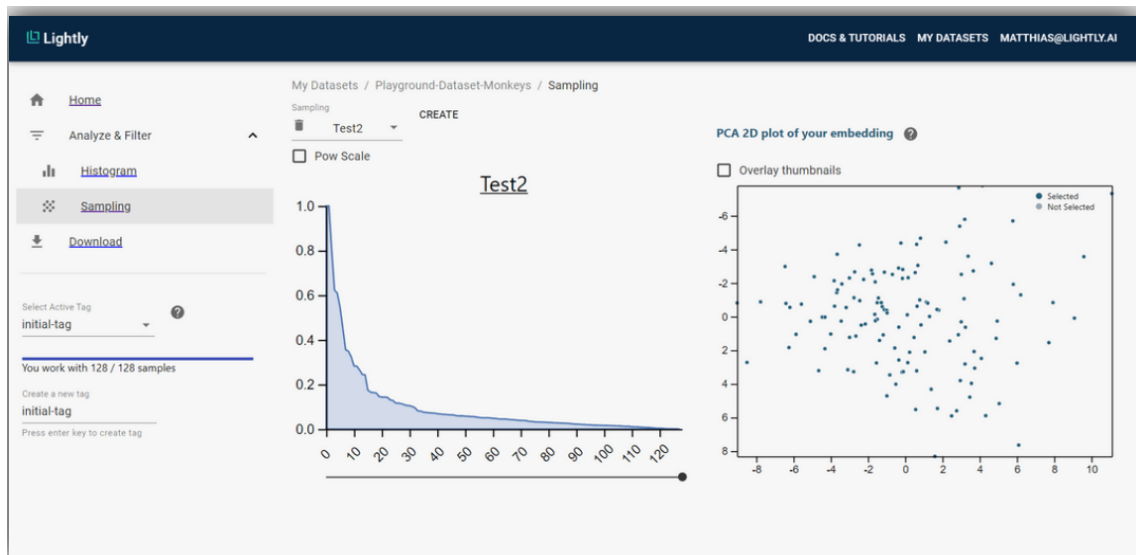 Lightly
DOCS & TUTORIALS MY DATASETS MATTHIAS@LIGHTLY.AI
Home
Analyze & Filter
Histogram
Sampling
Download
Select Active Tag
initial-tag
You work with 128 / 128 samples
Create a new tag
initial-tag
Press enter key to create tag
My Datasets / Playground-Dataset-Monkeys / Sampling
Sampling
Test2
CREATE
Pow Scale
Test2
1.0
0.8
0.6
0.4
0.2
0.0
0 10 20 30 40 50 60 70 80 90 100 110 120
PCA 2D plot of your embedding ?
Overlay thumbnails
Selected
Not Selected
-6
-4
-2
0
2
4
6
8
-8 -6 -4 -2 0 2 4 6 8 10